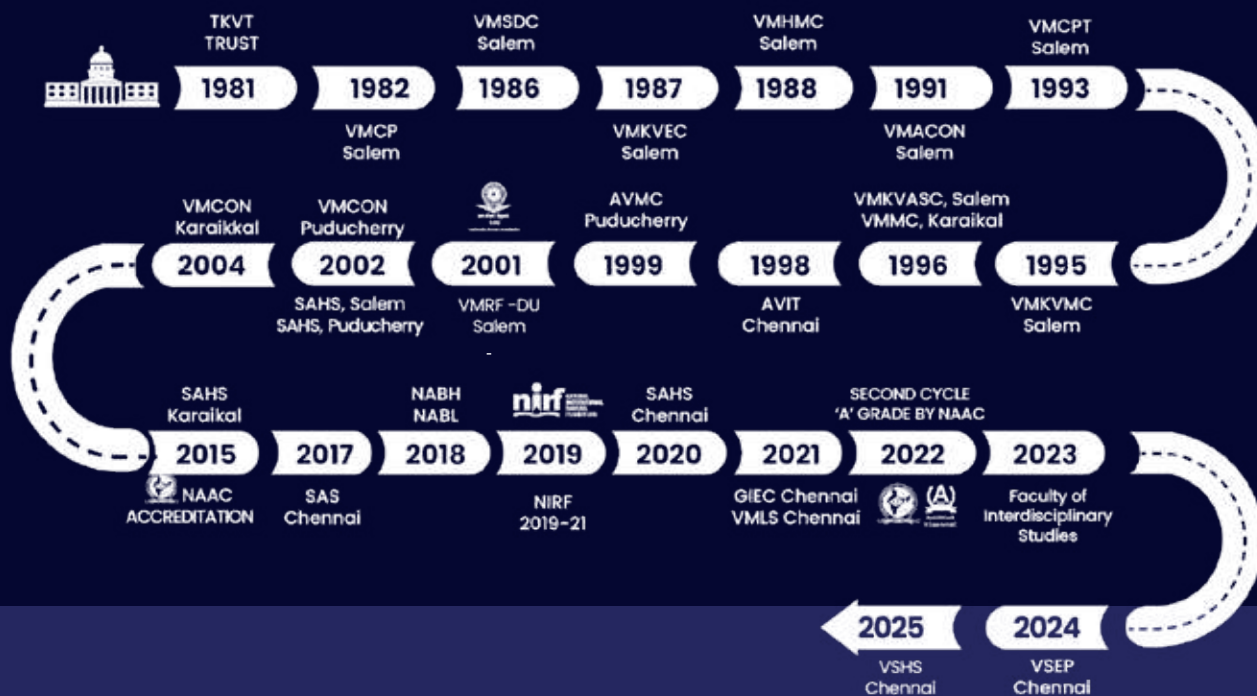 TKVT
TRUST
1981
1982
VMCP
Salem
VMSDC
Salem
1986
1987
VMKVEC
Salem
VMHMC
Salem
1988
1991
VMACON
Salem
VMCPT
Salem
1993
1995
VMKVMC
Salem
VMKVASC, Salem
VMMC, Karaikal
1996
1998
AVIT
Chennai
AVMC
Puducherry
1999
2001
VMRF -DU
Salem
-
VMCON
Puducherry
2002
SAHS, Salem
SAHS, Puducherry
VMCON
Karaikkal
2004
SAHS
Karaikal
2015
NAAC
ACCREDITATION
2017
SAS
Chennai
NABH
NABL
2018
nirf
2019
NIRF
2019-21
SAHS
Chennai
2020
2021
GIEC Chennai
VMLS Chennai
SECOND CYCLE
'A' GRADE BY NAAC
2022
(A)
2023
Faculty of
Interdisciplinary
Studies
2024
VSEP
Chennai
2025
VSHS
Chennai